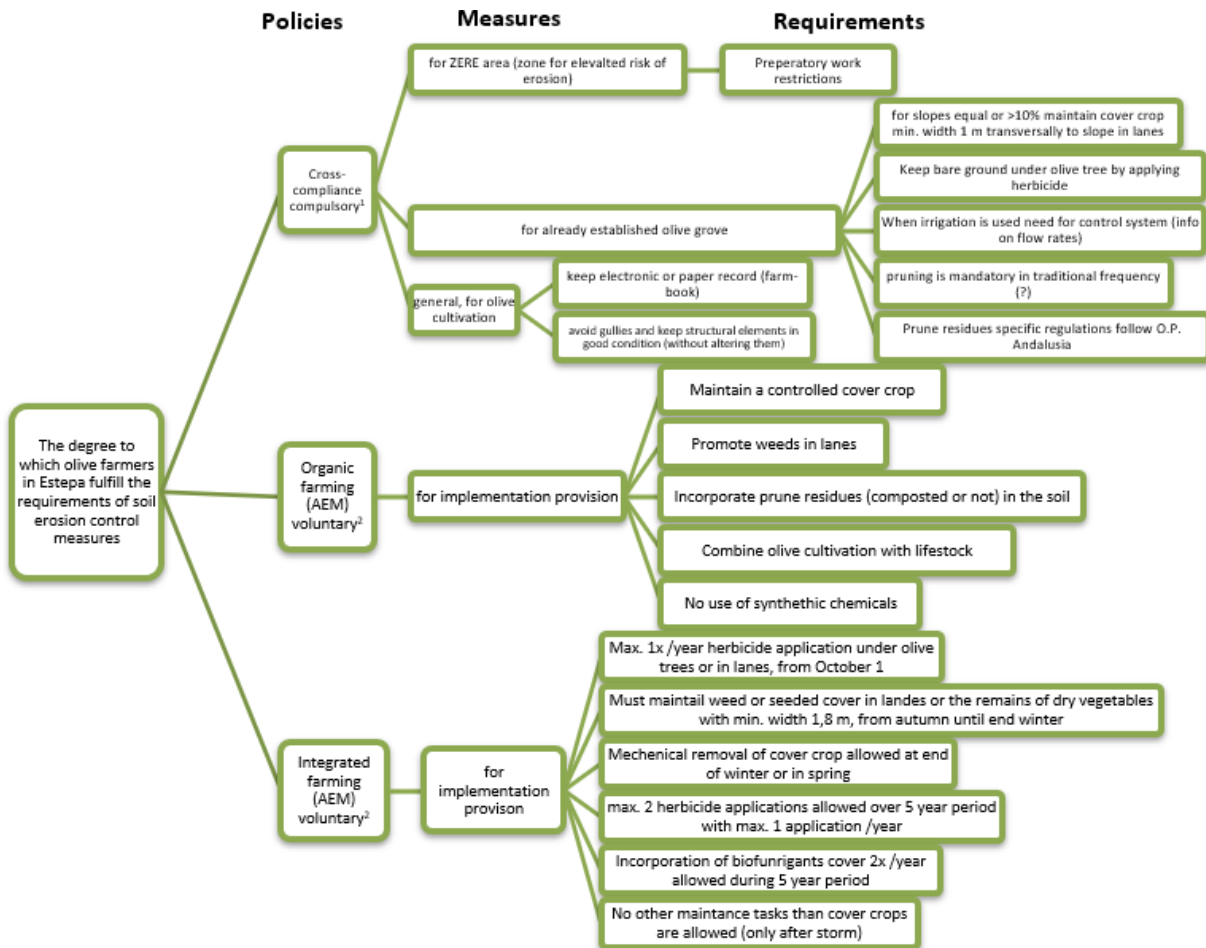 Policies
Measures
Requirements
for ZERE area (zone for elevalted risk of
erosion)
Preperatory work
restrictions
for slopes equal or >10% maintain cover crop
min. width 1 m transversally to slope in lanes
Cross-
compliance
compulsory¹
Keep bare ground under olive tree by applying
herbicide
for already established olive grove
When irrigation is used need for control system (info
on flow rates)
general, for olive
cultivation
keep electronic or paper record (farm-
book)
pruning is mandatory in traditional frequency
(?)
avoid gullies and keep structural elements in
good condition (without altering them)
Prune residues specific regulations follow O.P.
Andalusia
The degree to
which olive farmers
in Estepa fulfill the
requirements of soil
erosion control
measures
Organic
farming
(AEM)
voluntary²
for implementation provision
Maintain a controlled cover crop
Promote weeds in lanes
Incorporate prune residues (composted or not) in the soil
Combine olive cultivation with lifestock
No use of synthethic chemicals
Integrated
farming
(AEM)
voluntary²
for
implementation
provison
Max. 1x /year herbicide application under olive
trees or in lanes, from October 1
Must maintail weed or seeded cover in landes or the remains of dry vegetables
with min. width 1,8 m, from autumn until end winter
Mechenical removal of cover crop allowed at end
of winter or in spring
max. 2 herbicide applications allowed over 5 year period
with max. 1 application /year
Incorporation of biofunrigants cover 2x /year
allowed during 5 year period
No other maintance tasks than cover crops
are allowed (only after storm)